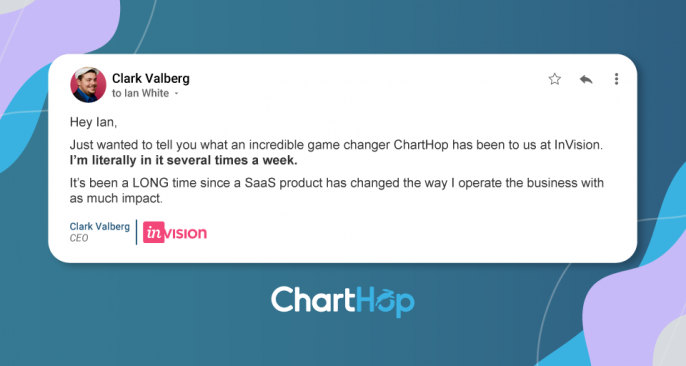 Clark Valberg
to Ian White
Hey Ian,
Just wanted to tell you what an incredible game changer ChartHop has been to us at InVision.
I'm literally in it several times a week.
It's been a LONG time since a SaaS product has changed the way I operate the business with
as much impact.
Clark Valberg
CEO
inVISION
ChartHop